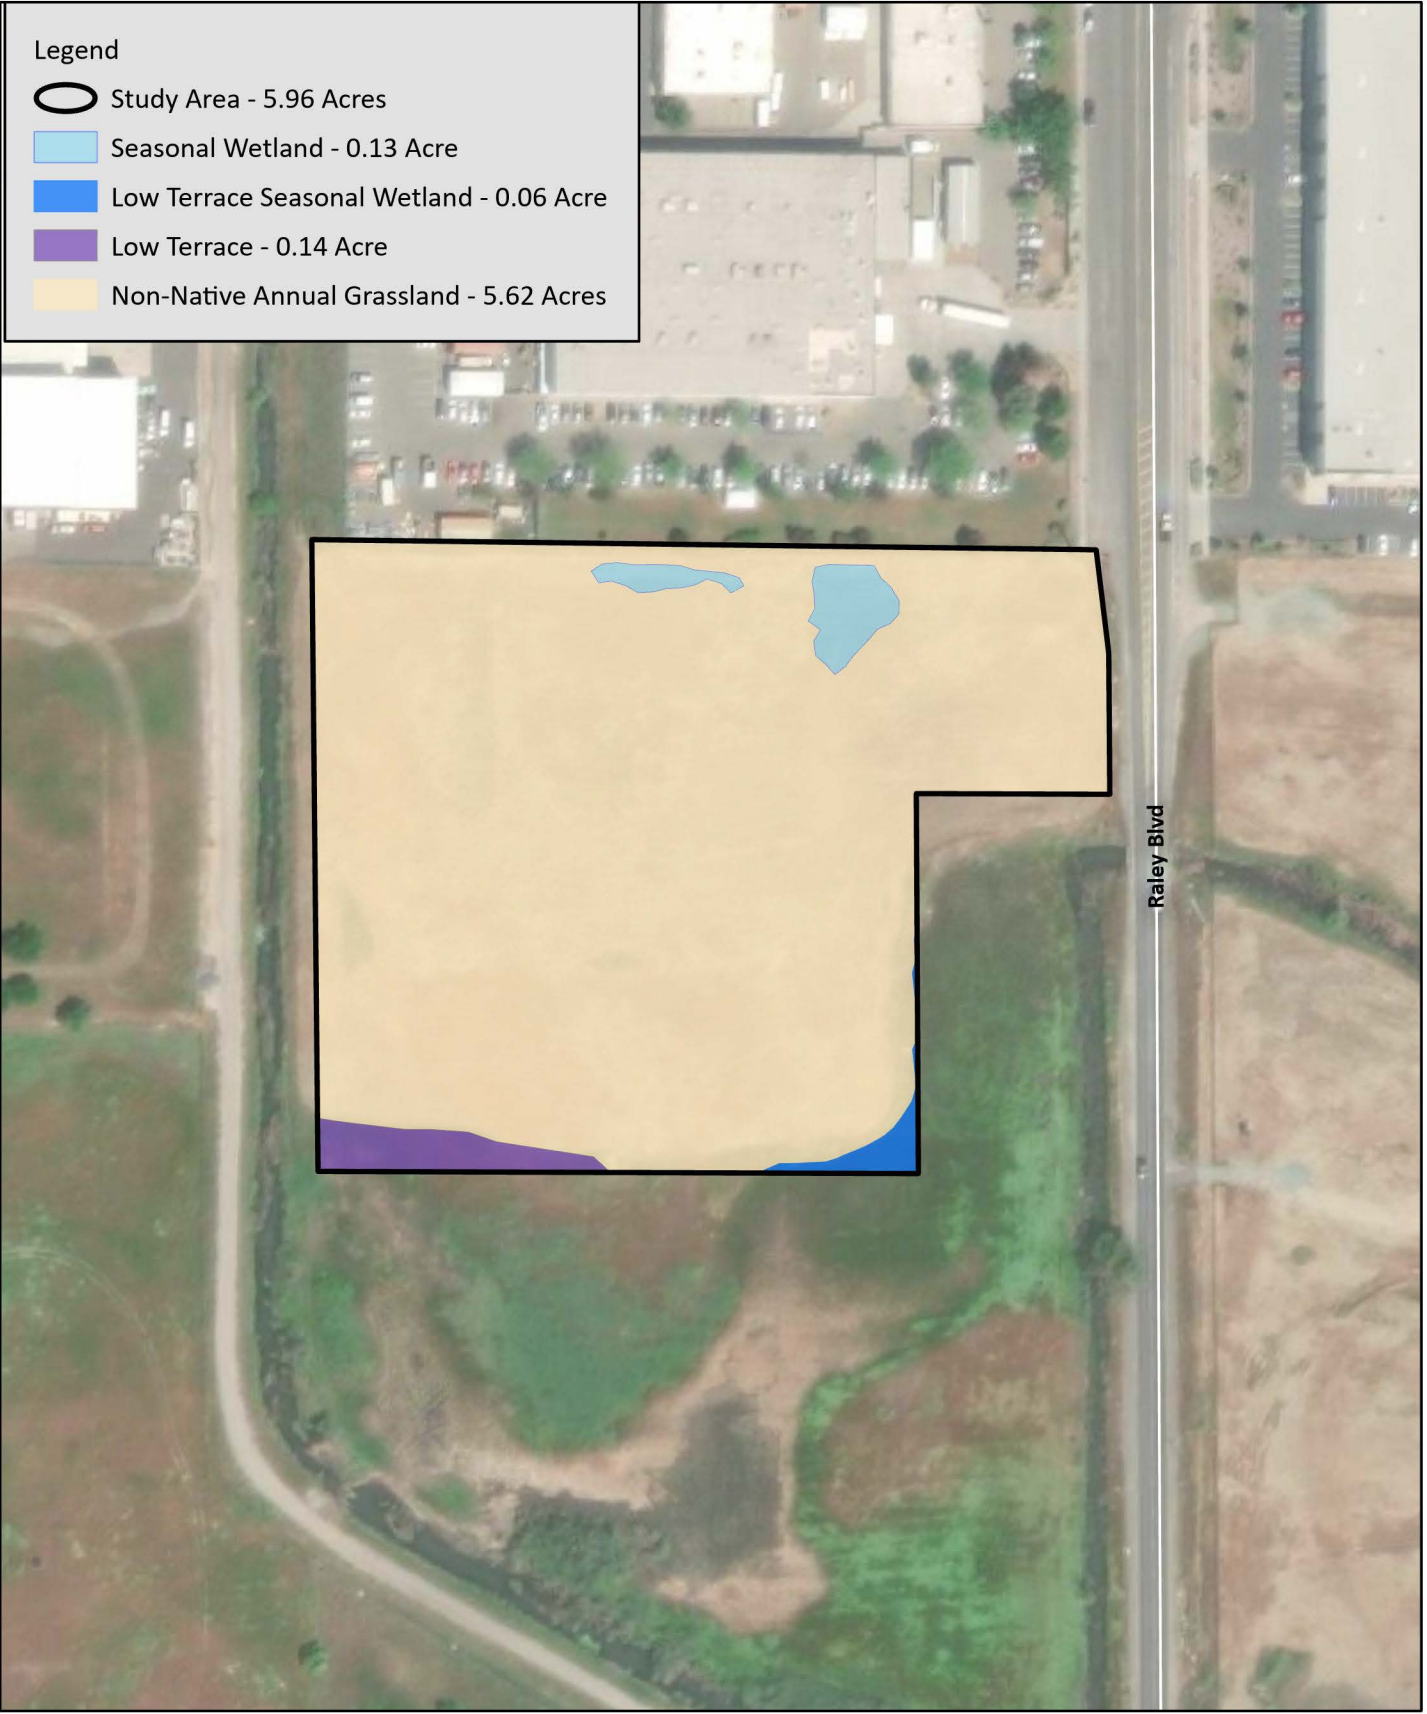 Legend
Study Area - 5.96 Acres
Seasonal Wetland - 0.13 Acre
Low Terrace Seasonal Wetland - 0.06 Acre
Low Terrace - 0.14 Acre
Non-Native Annual Grassland - 5.62 Acres
Raley Blvd